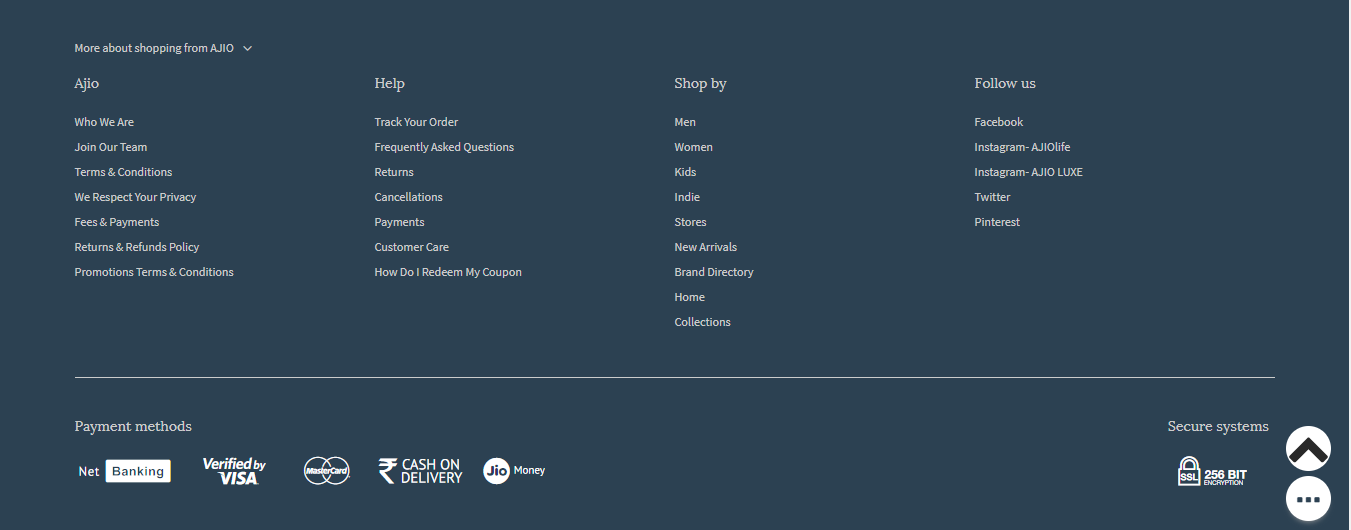 More about shopping from AJIO
Ajio
Who We Are
Join Our Team
Terms & Conditions
We Respect Your Privacy
Fees & Payments
Returns & Refunds Policy
Promotions Terms & Conditions
Help
Track Your Order
Frequently Asked Questions
Returns
Cancellations
Payments
Customer Care
How Do I Redeem My Coupon
Shop by
Men
Women
Kids
Indie
Stores
New Arrivals
Brand Directory
Home
Collections
Follow us
Facebook
Instagram- AJIOlife
Instagram- AJIO LUXE
Twitter
Pinterest
Payment methods
Net Banking
Verified by
VISA
MasterCard
₹ CASH ON
DELIVERY
Jio Money
Secure systems
SSL 256 BIT
ENCRYPTION